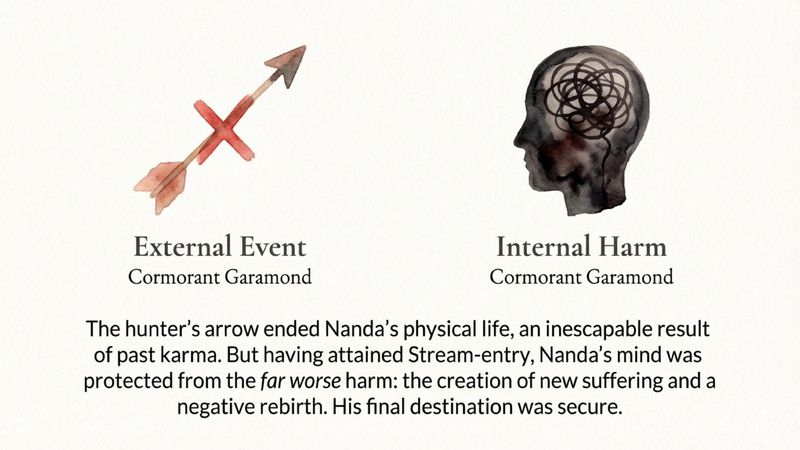 External Event
Cormorant Garamond
Internal Harm
Cormorant Garamond
The hunter’s arrow ended Nanda’s physical life, an inescapable result
of past karma. But having attained Stream-entry, Nanda’s mind was
protected from the far worse harm: the creation of new suffering and a
negative rebirth. His final destination was secure.